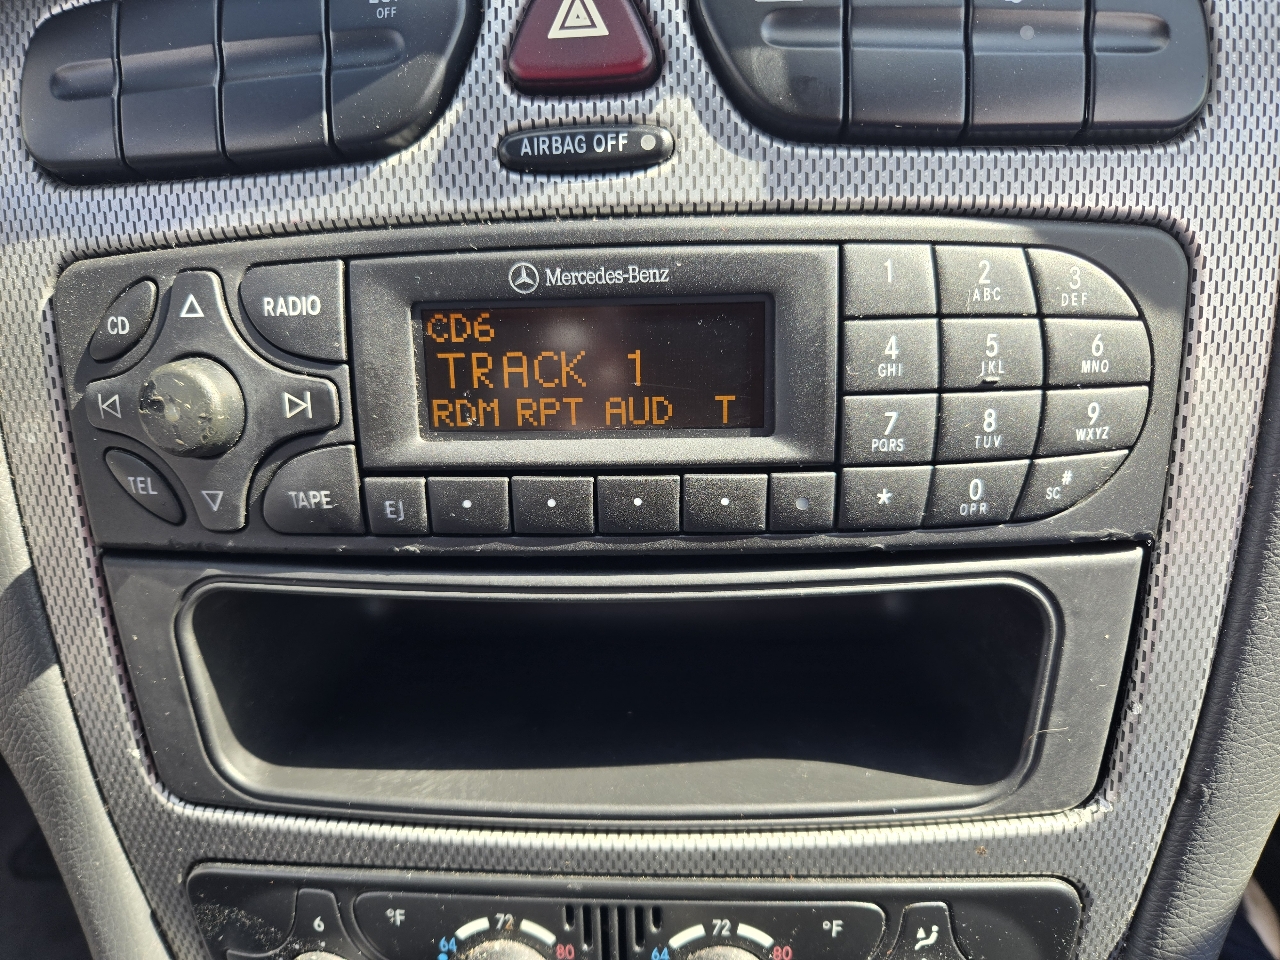 OFF
AIRBAG OFF
Mercedes-Benz
CD
RADIO
CD6
TRACK 1
RDM RPT AUD T
TEL
TAPE
EJ
1
2
ABC
3
DEF
4
GHI
5
JKL
6
MNO
7
PQRS
8
TUV
9
WXYZ
*
0
OPR
#
SC
6
°F
64
72
80
64
72
80
°F